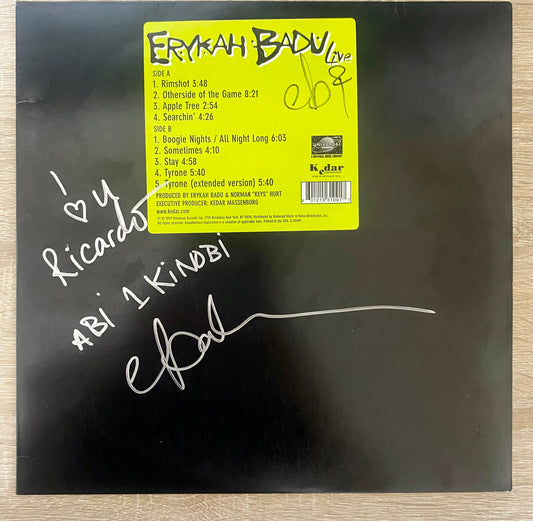 ERYKAH BADU Live
SIDE A
1. Rimshot 3:48
2. Otherside of the Game 8:21
3. Apple Tree 2:54
4. Searchin' 4:26
SIDE B
1. Boogie Nights / All Night Long 6:03
2. Sometimes 4:10
3. Stay 4:58
4. Tyrone 5:40
5. Tyrone (extended version) 5:40
PRODUCED BY ERYKAH BADU & NORMAN "KEYS" HURT
EXECUTIVE PRODUCER: KEDAR MASSENBURG
www.kedar.com
UNIVERSAL
Kedar
I ♡ U
Ricardo
ABi 1 KiNOBi
eBadu